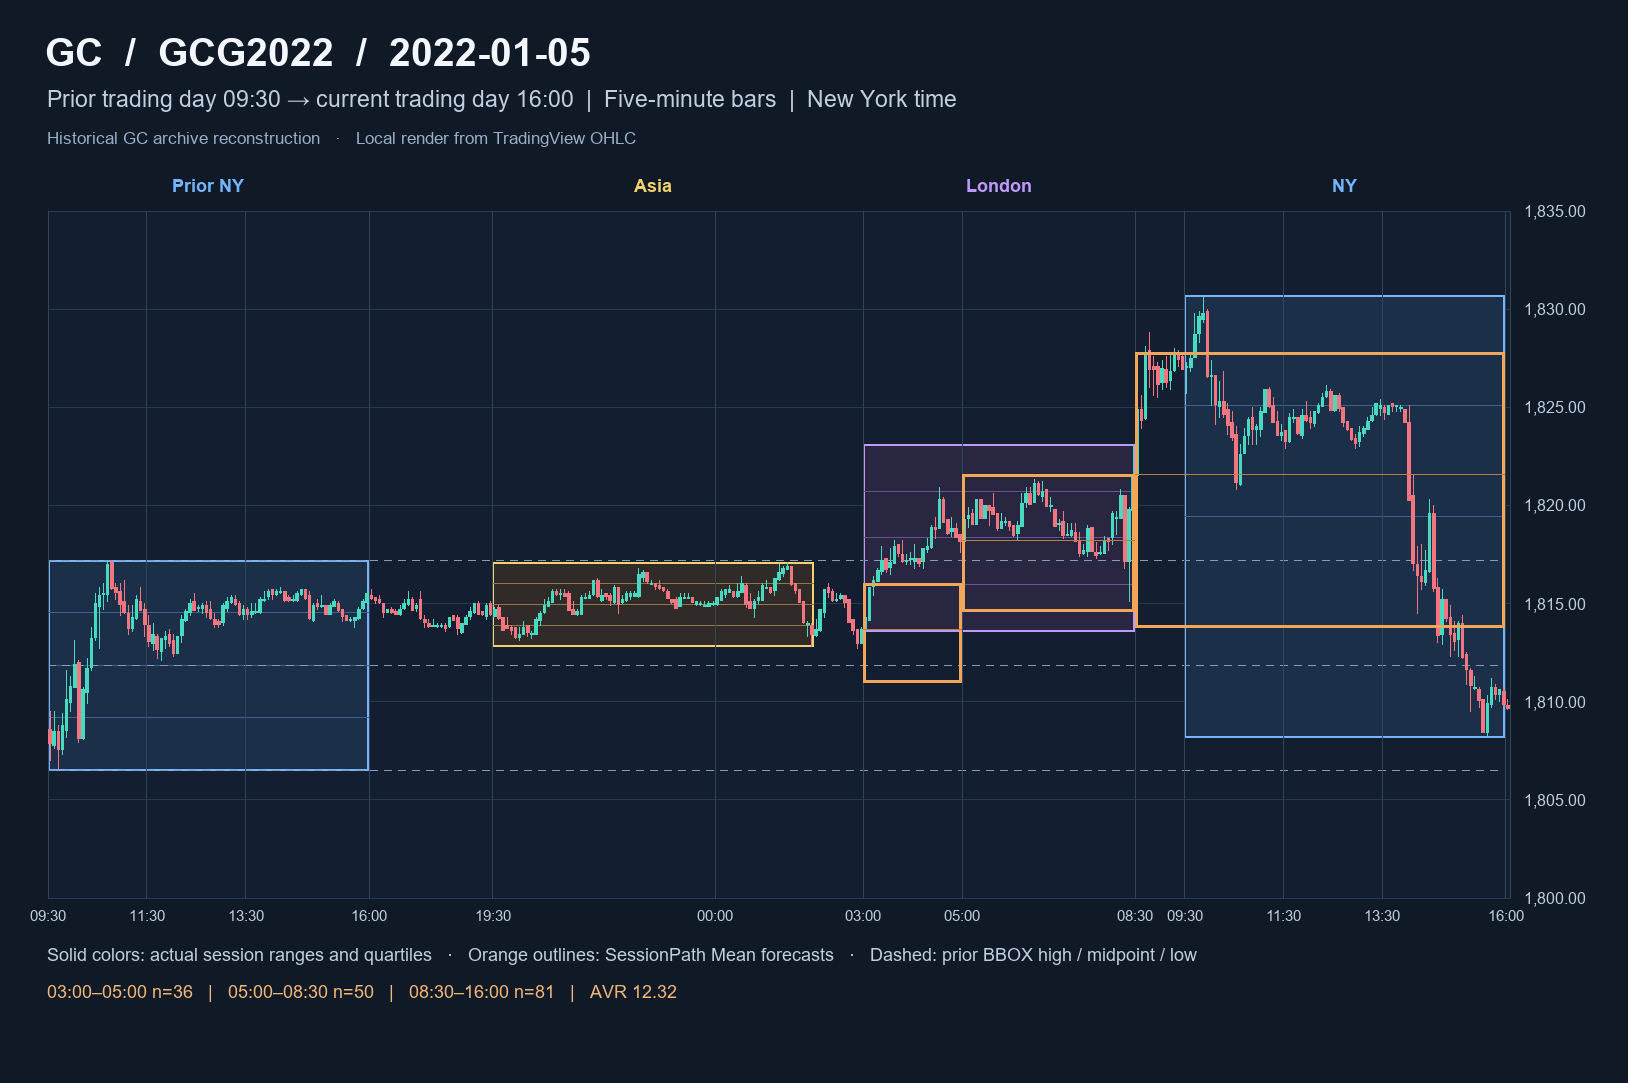 GC / GCG2022 / 2022-01-05
Prior trading day 09:30 → current trading day 16:00 | Five-minute bars | New York time
Historical GC archive reconstruction · Local render from TradingView OHLC
Prior NY Asia London NY
1,835.00
1,830.00
1,825.00
1,820.00
1,815.00
1,810.00
1,805.00
1,800.00
09:30 11:30 13:30 16:00 19:30 00:00 03:00 05:00 08:30 09:30 11:30 13:30 16:00
Solid colors: actual session ranges and quartiles · Orange outlines: SessionPath Mean forecasts · Dashed: prior BBOX high / midpoint / low
03:00–05:00 n=36 | 05:00–08:30 n=50 | 08:30–16:00 n=81 | AVR 12.32